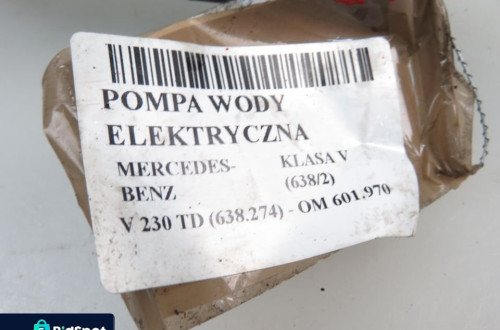 POMPA WODY
ELEKTRYCZNA
MERCEDES-BENZ KLASA V (638/2)
V 230 TD (638.274) - OM 601.970